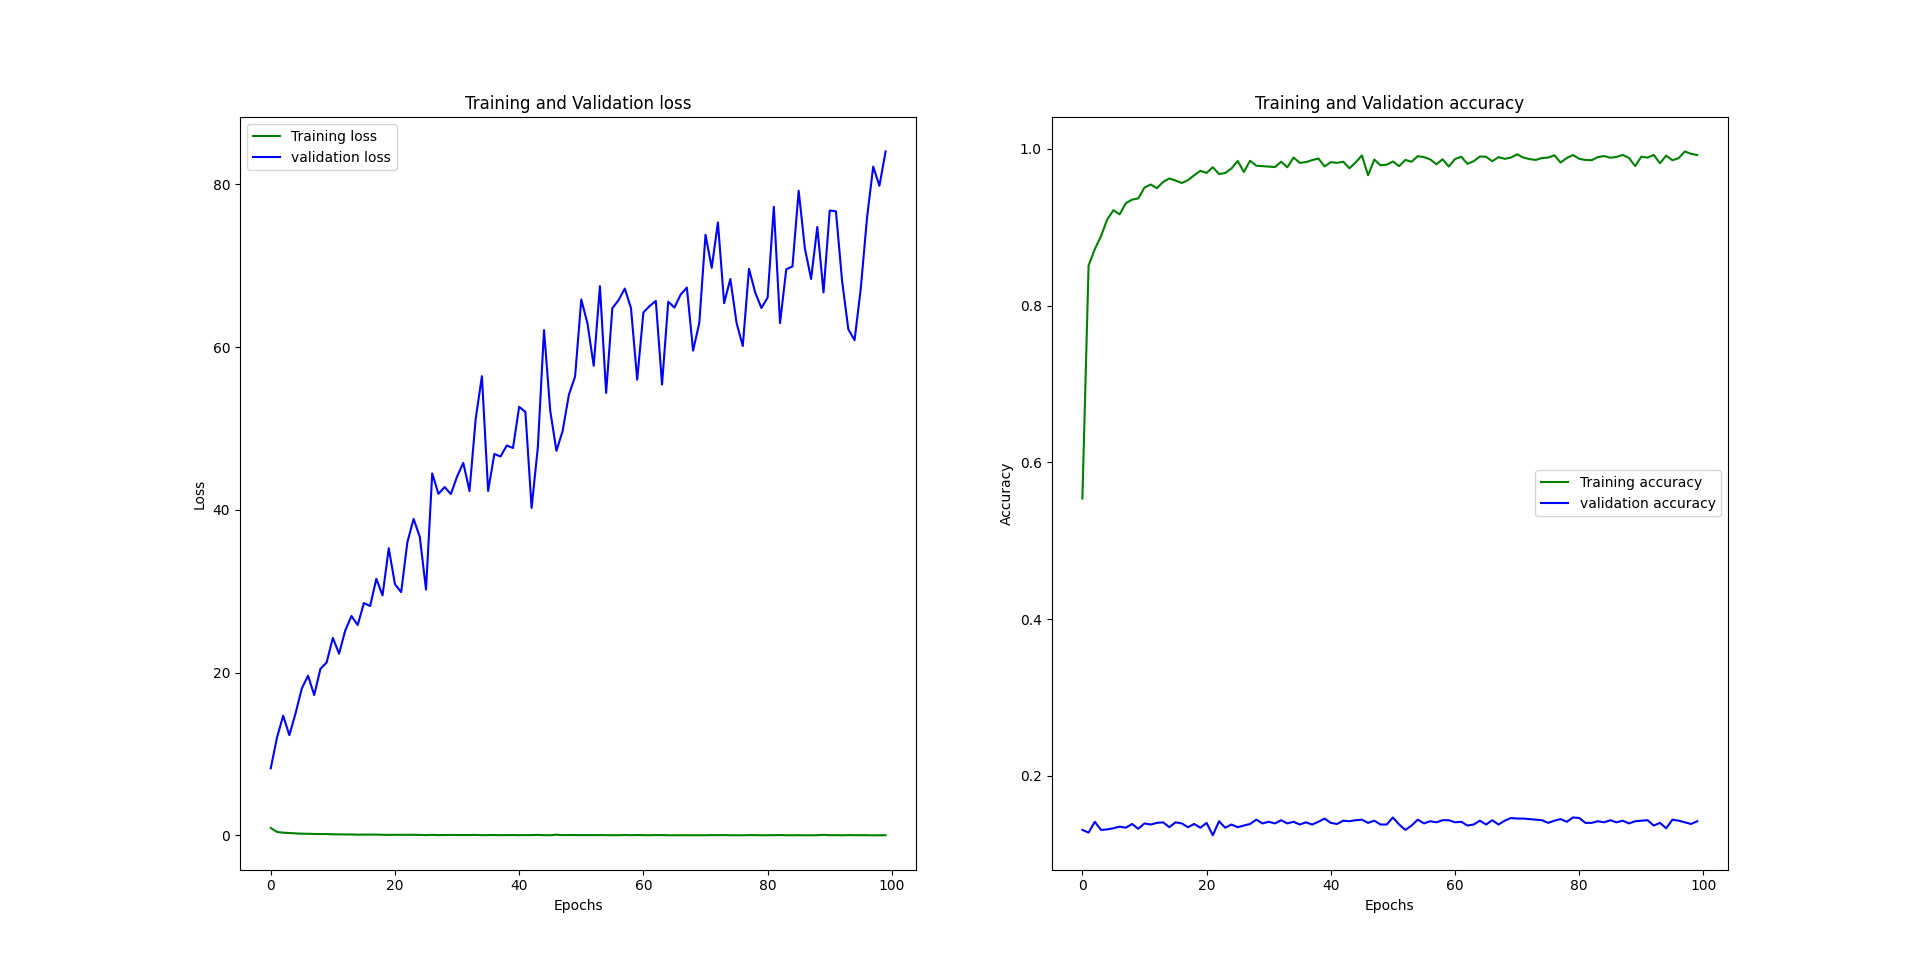 Training and Validation loss
Training loss
validation loss
80
60
40
20
0
Loss
0 20 40 60 80 100
Epochs
Training and Validation accuracy
1.0
0.8
0.6
0.4
0.2
Accuracy
Training accuracy
validation accuracy
0 20 40 60 80 100
Epochs